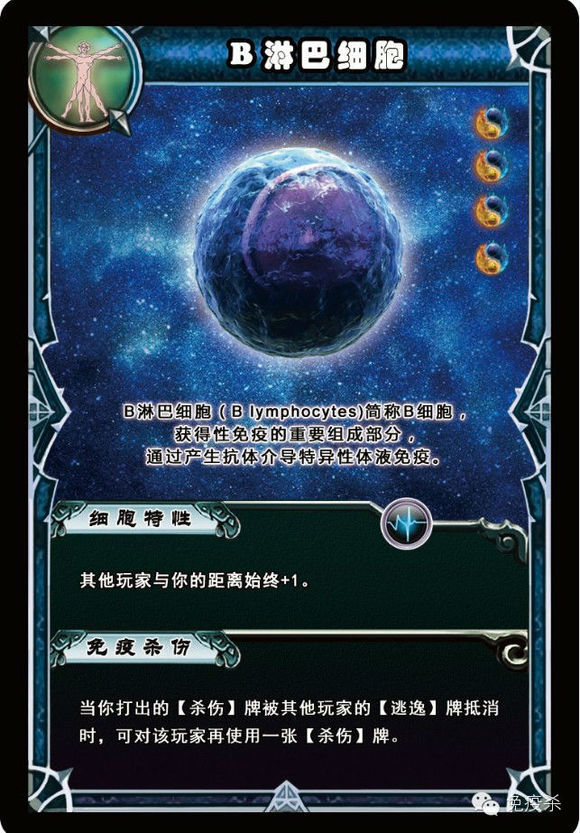 B淋巴细胞
B淋巴细胞（B lymphocytes)简称B细胞，
获得性免疫的重要组成部分，
通过产生抗体介导特异性体液免疫。
细胞特性
其他玩家与你的距离始终+1。
免疫杀伤
当你打出的【杀伤】牌被其他玩家的【逃逸】牌抵消
时，可对该玩家再使用一张【杀伤】牌。
免疫杀